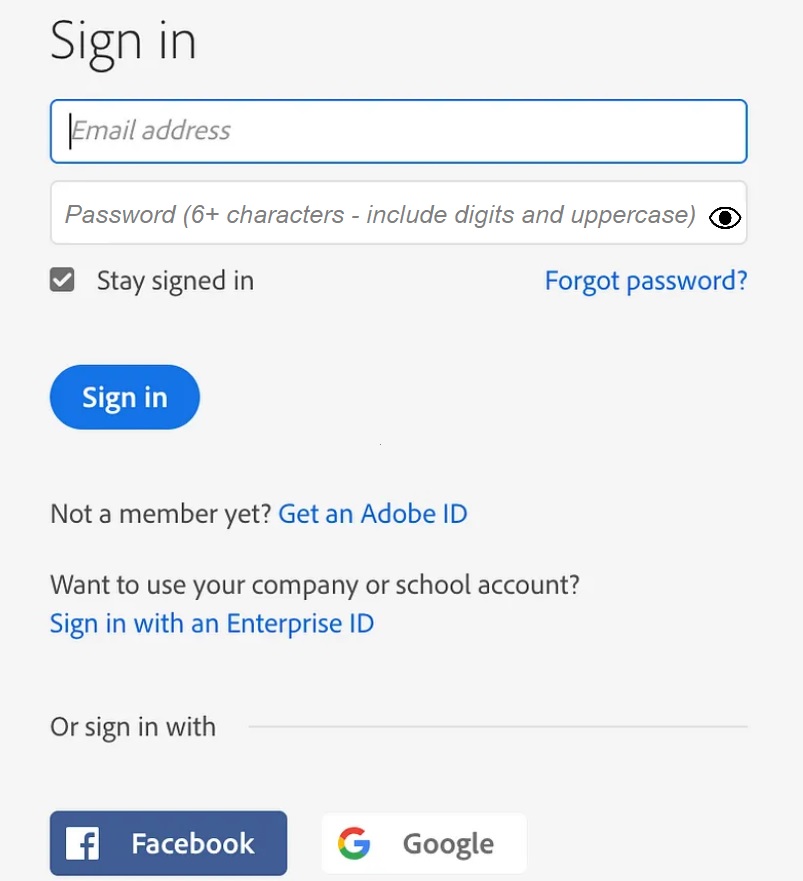 Sign in
Email address
Password (6+ characters - include digits and uppercase)
Stay signed in
Forgot password?
Sign in
Not a member yet? Get an Adobe ID
Want to use your company or school account?
Sign in with an Enterprise ID
Or sign in with
Facebook
Google